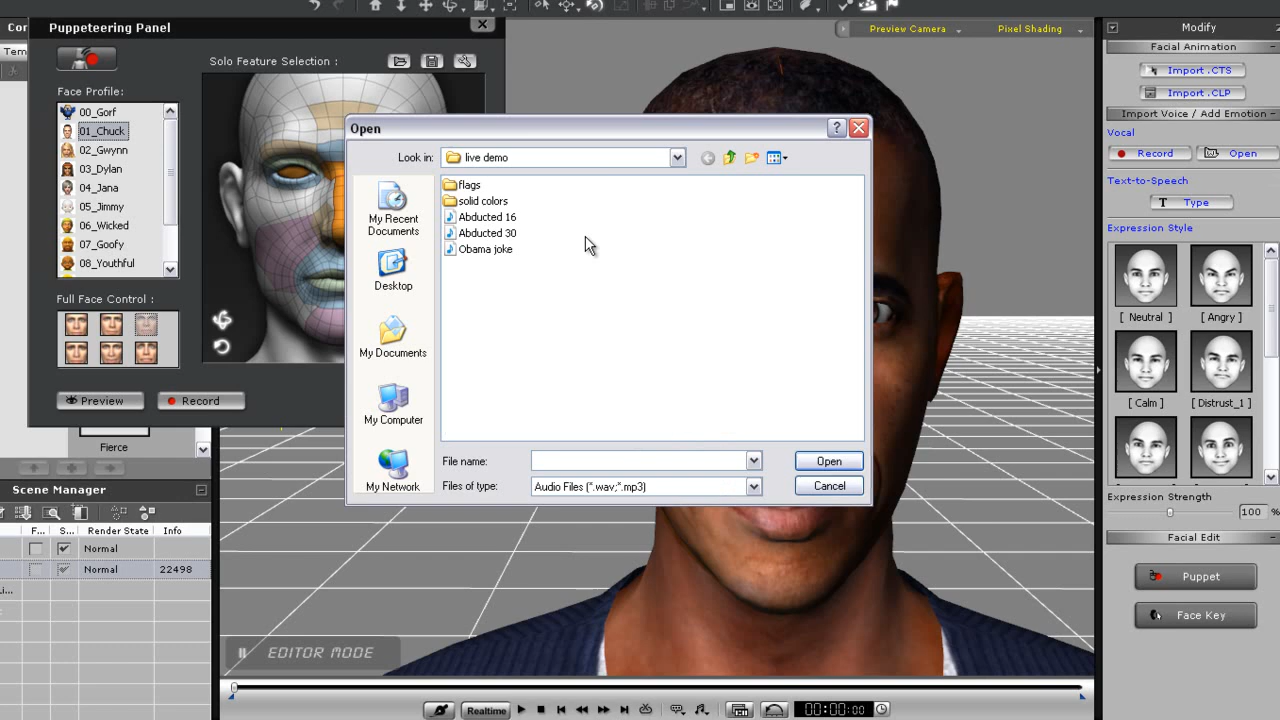 Puppeteering Panel
Solo Feature Selection :
Face Profile:
00_Gorf
01_Chuck
02_Gwynn
03_Dylan
04_Jana
05_Jimmy
06_Wicked
07_Goofy
08_Youthful
Full Face Control :
Preview
Record
Fierce
Scene Manager
F...
S...
Render State
Info
Normal
Normal
22498
Open
Look in:
live demo
My Recent
Documents
Desktop
My Documents
My Computer
My Network
flags
solid colors
Abducted 16
Abducted 30
Obama joke
File name:
Open
Files of type:
Audio Files (*.wav;*.mp3)
Cancel
Preview Camera
Pixel Shading
EDITOR MODE
Realtime
00:00:00
Modify
Facial Animation
Import .CTS
Import .CLP
Import Voice / Add Emotion
Vocal
Record
Open
Text-to-Speech
Type
Expression Style
[ Neutral ]
[ Angry ]
[ Calm ]
[ Distrust_1 ]
Expression Strength
100 %
Facial Edit
Puppet
Face Key